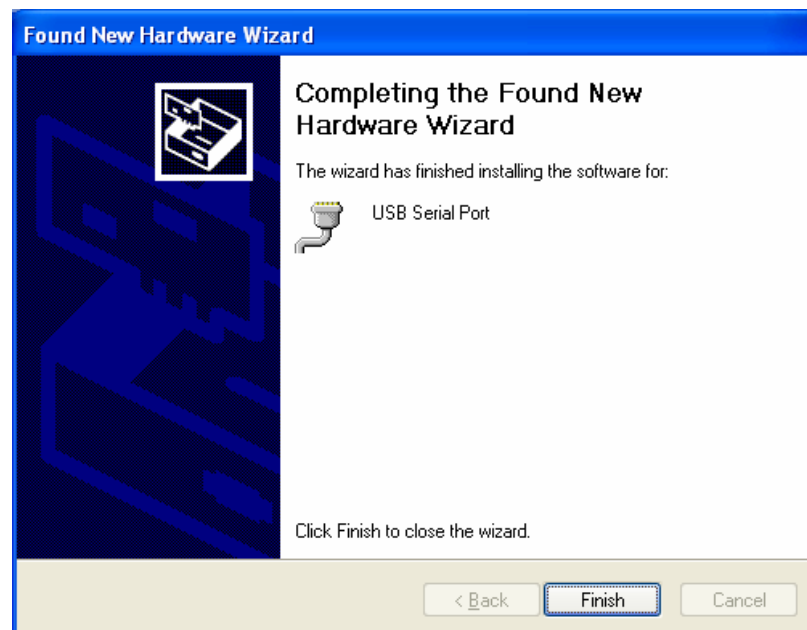 Found New Hardware Wizard
Completing the Found New
Hardware Wizard
The wizard has finished installing the software for:
USB Serial Port
Click Finish to close the wizard.
< Back
Finish
Cancel